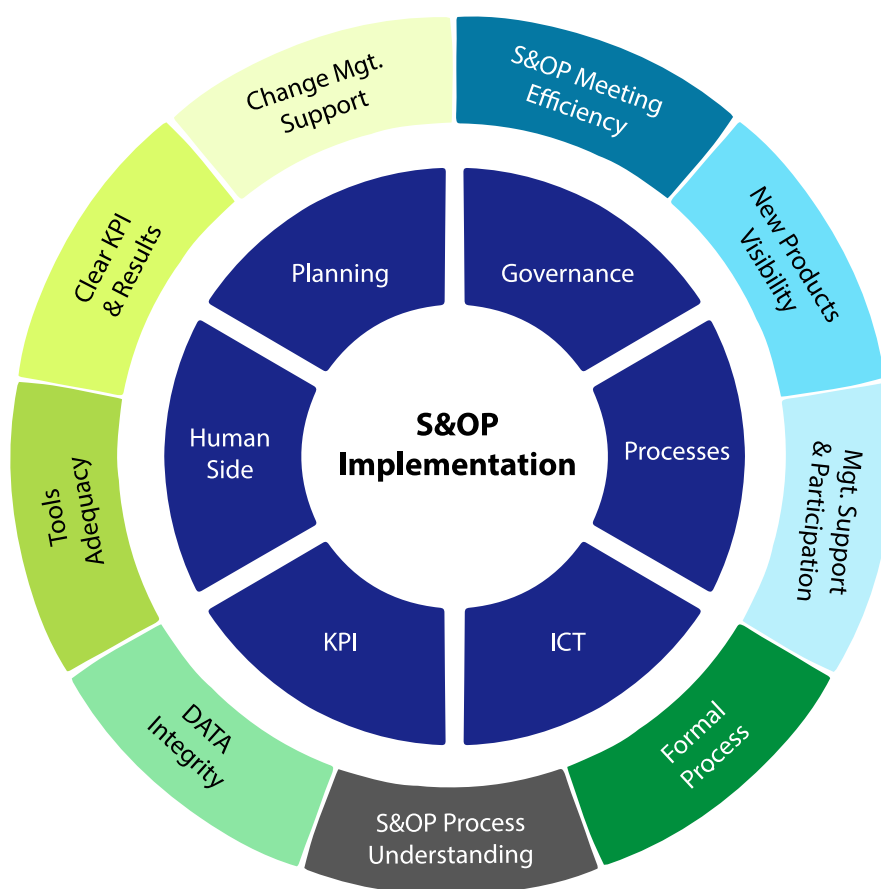 Change Mgt.
Support
S&OP Meeting
Efficiency
New Products
Visibility
Mgt. Support
& Participation
Formal
Process
S&OP Process
Understanding
DATA
Integrity
Tools
Adequacy
Clear KPI
& Results
Planning
Governance
Processes
ICT
KPI
Human
Side
S&OP
Implementation